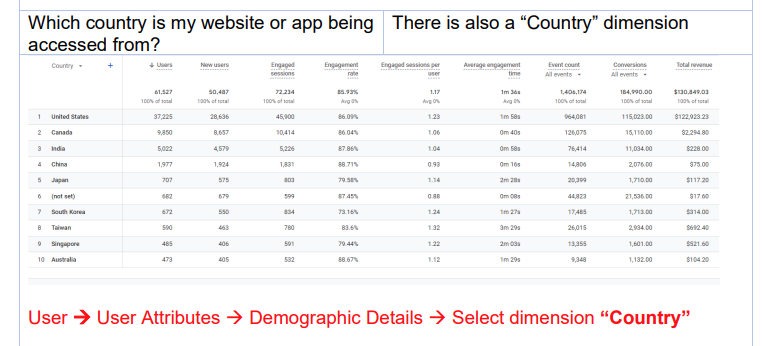 Which country is my website or app being
accessed from?
There is also a “Country” dimension
Country + ↓ Users New users Engaged sessions Engagement rate Engaged sessions per user Average engagement time Event count Conversions Total revenue
All events All events
61,527 50,487 72,234 85.93% 1.17 1m 36s 1,406,174 184,990.00 $130,849.03
100% of total 100% of total 100% of total Avg 0% Avg 0% Avg 0% 100% of total 100% of total 100% of total
1 United States 37,225 28,636 45,900 86.09% 1.23 1m 58s 964,081 115,023.00 $122,923.23
2 Canada 9,850 8,657 10,414 86.04% 1.06 0m 40s 126,075 15,110.00 $2,294.80
3 India 5,022 4,579 5,226 87.86% 1.04 0m 58s 76,414 11,034.00 $228.00
4 China 1,977 1,924 1,831 88.71% 0.93 0m 16s 14,806 2,076.00 $75.00
5 Japan 707 575 803 79.58% 1.14 2m 28s 20,399 1,710.00 $117.20
6 (not set) 682 679 599 87.45% 0.88 0m 08s 44,823 21,536.00 $17.60
7 South Korea 672 550 834 73.16% 1.24 1m 27s 17,485 1,713.00 $314.00
8 Taiwan 590 463 780 83.6% 1.32 3m 29s 26,015 2,934.00 $692.40
9 Singapore 485 406 591 79.44% 1.22 2m 03s 13,355 1,601.00 $521.60
10 Australia 473 405 532 88.67% 1.12 1m 29s 9,348 1,132.00 $104.20
User → User Attributes → Demographic Details → Select dimension “Country”